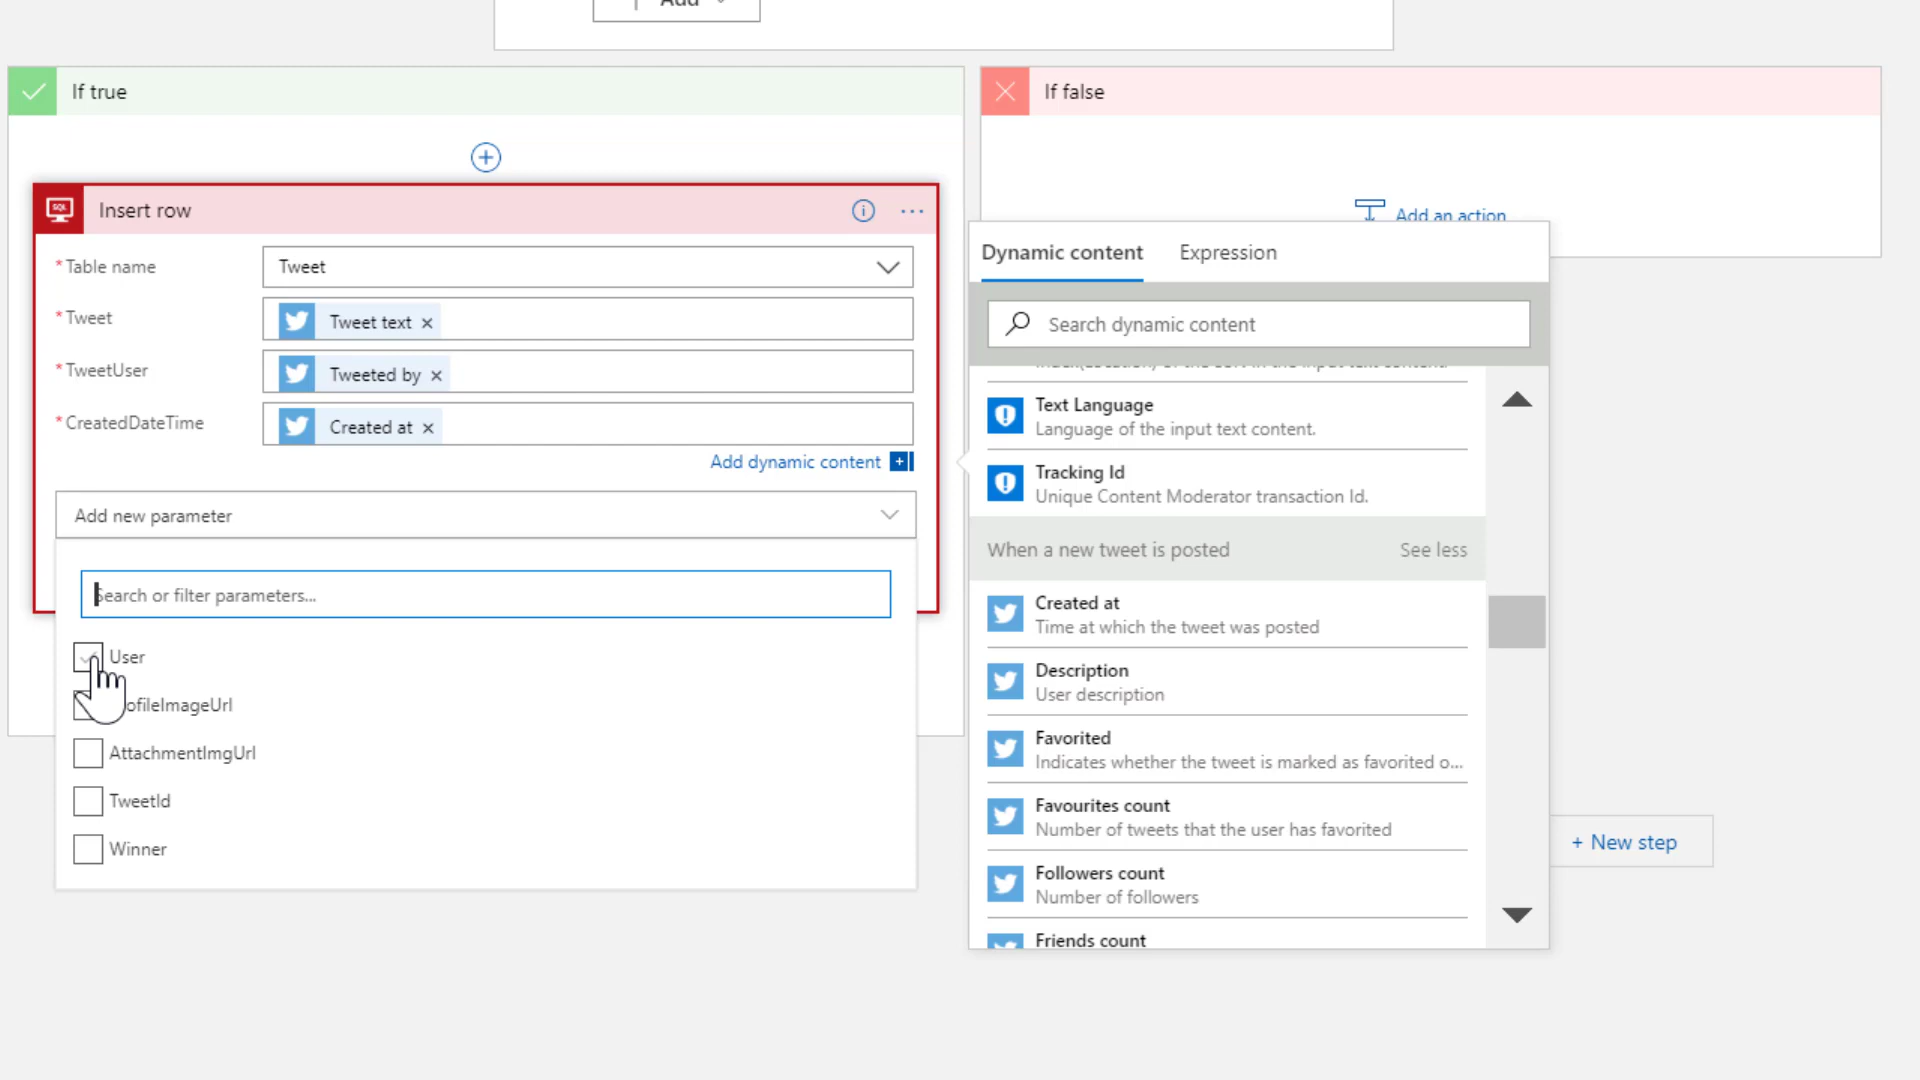 Add
If true
If false
SQL
Insert row
Add an action
*Table name
Tweet
*Tweet
Tweet text ×
*TweetUser
Tweeted by ×
*CreatedDateTime
Created at ×
Add dynamic content
Add new parameter
Search or filter parameters...
User
ofileImageUrl
AttachmentImgUrl
TweetId
Winner
Dynamic content
Expression
Search dynamic content
Text Language
Language of the input text content.
Tracking Id
Unique Content Moderator transaction Id.
When a new tweet is posted
See less
Created at
Time at which the tweet was posted
Description
User description
Favorited
Indicates whether the tweet is marked as favorited o...
Favourites count
Number of tweets that the user has favorited
Followers count
Number of followers
Friends count
+ New step